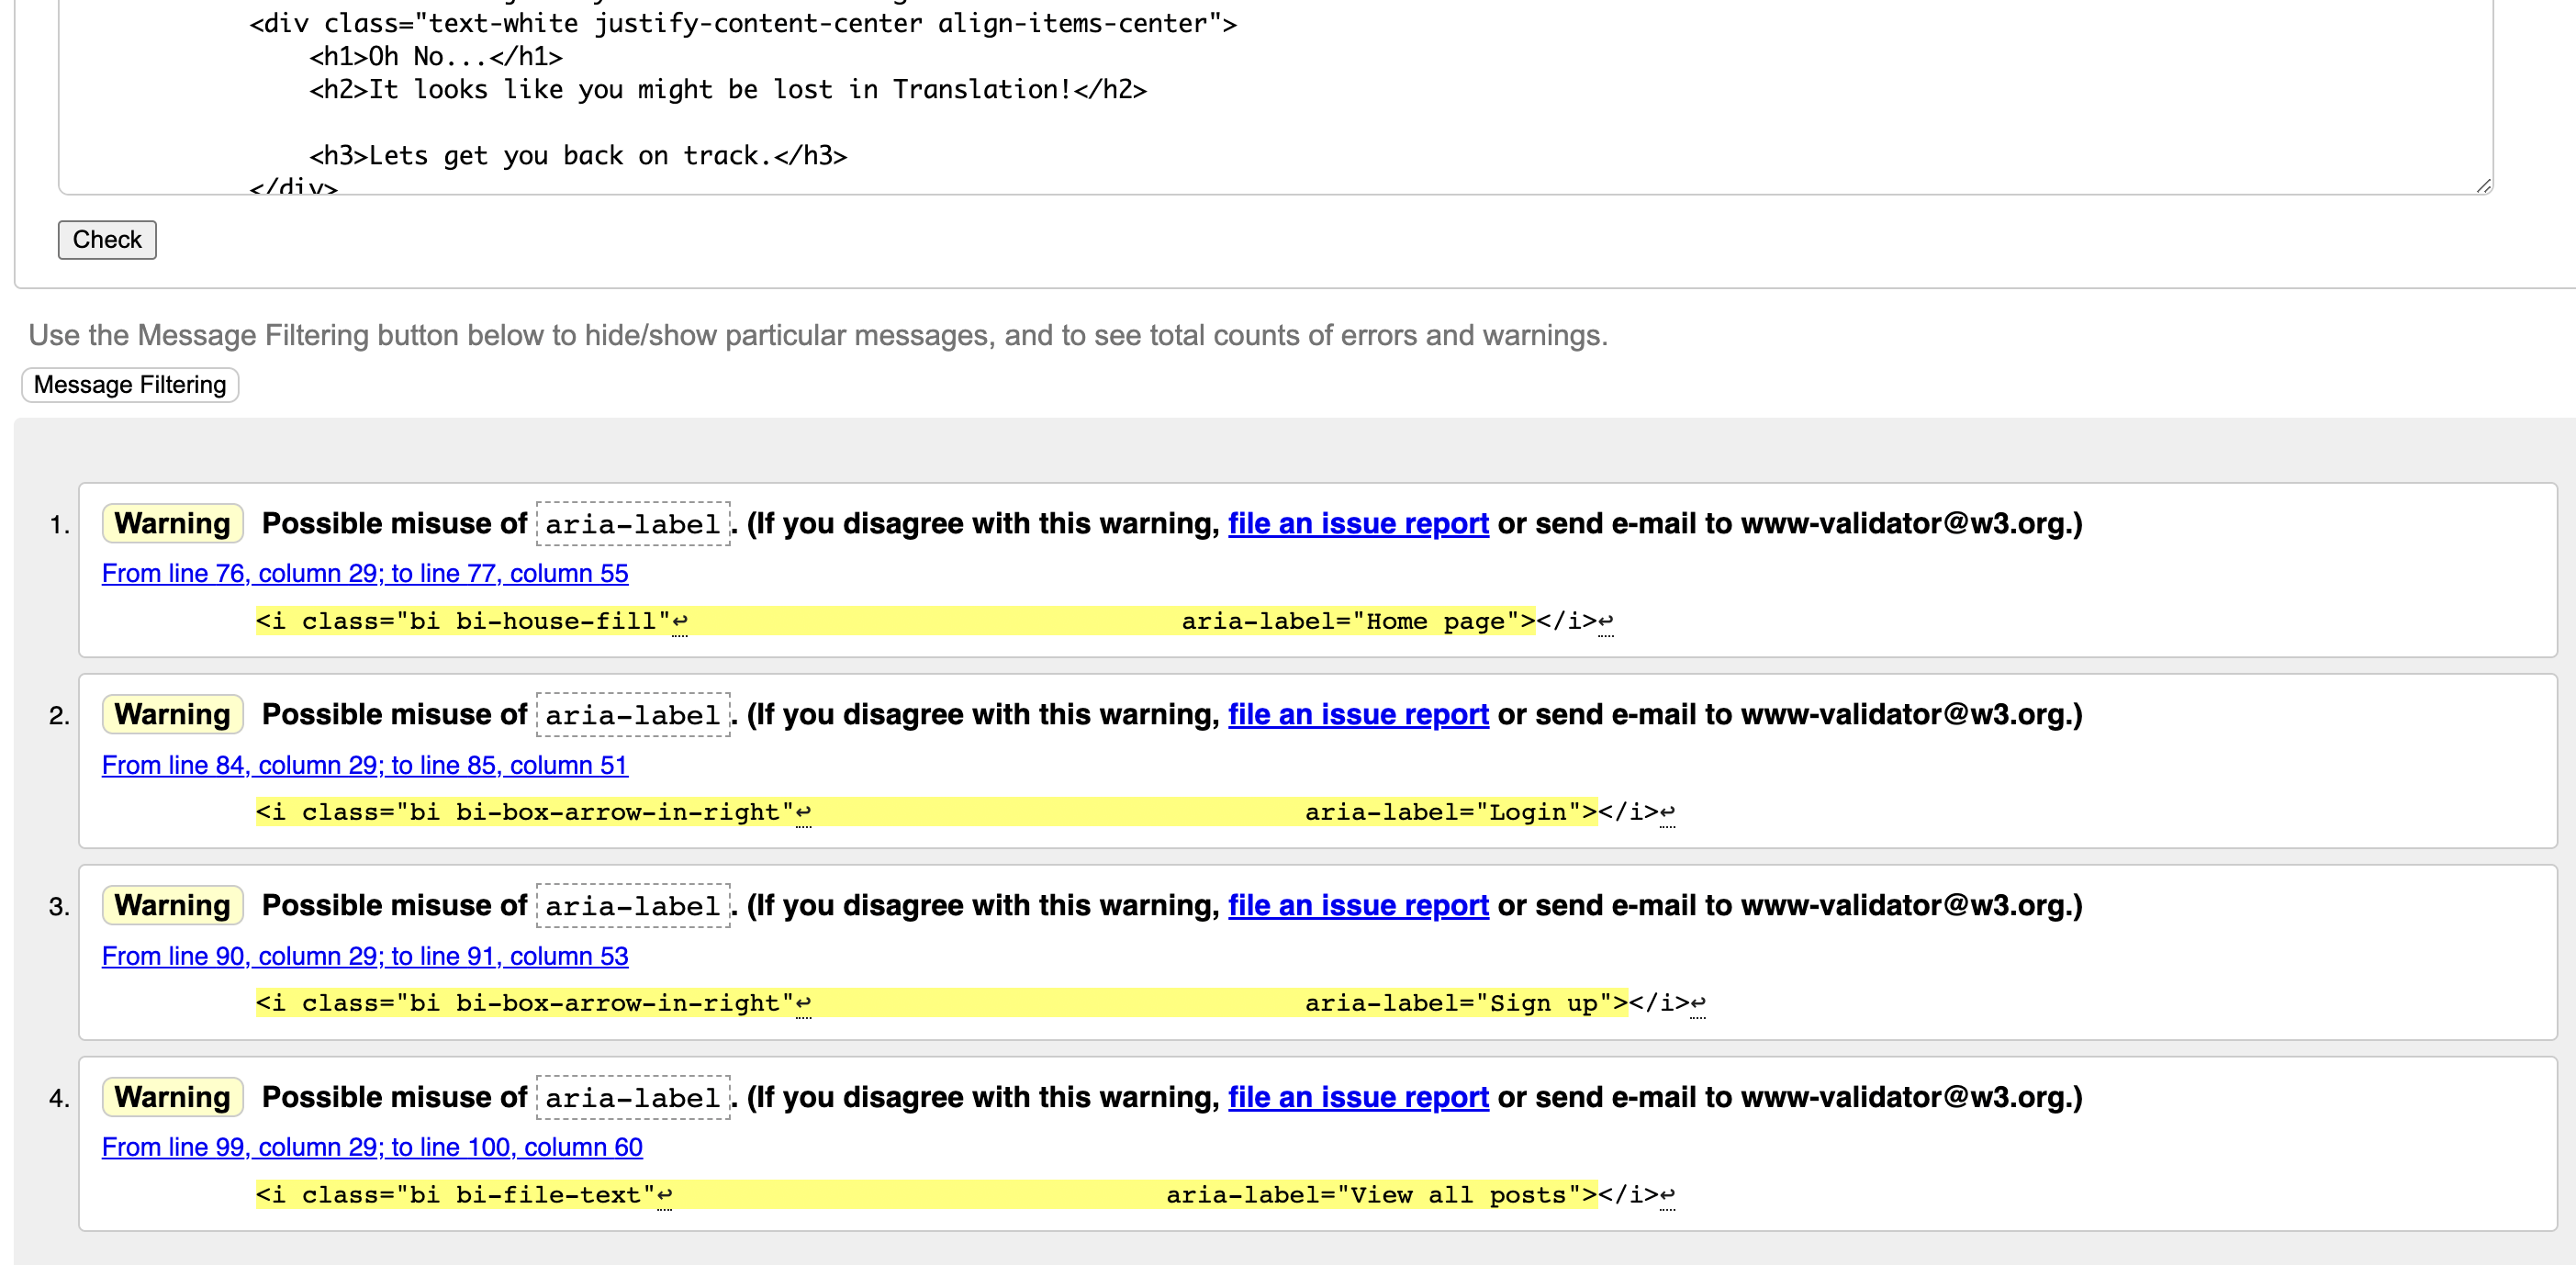 <div class="text-white justify-content-center align-items-center">
<h1>Oh No...</h1>
<h2>It looks like you might be lost in Translation!</h2>
<h3>Lets get you back on track.</h3>
</div>
Check
Use the Message Filtering button below to hide/show particular messages, and to see total counts of errors and warnings.
Message Filtering
1. Warning Possible misuse of aria-label. (If you disagree with this warning, file an issue report or send e-mail to www-validator@w3.org.)
From line 76, column 29; to line 77, column 55
<i class="bi bi-house-fill"↩ aria-label="Home page"></i>↩
2. Warning Possible misuse of aria-label. (If you disagree with this warning, file an issue report or send e-mail to www-validator@w3.org.)
From line 84, column 29; to line 85, column 51
<i class="bi bi-box-arrow-in-right"↩ aria-label="Login"></i>↩
3. Warning Possible misuse of aria-label. (If you disagree with this warning, file an issue report or send e-mail to www-validator@w3.org.)
From line 90, column 29; to line 91, column 53
<i class="bi bi-box-arrow-in-right"↩ aria-label="Sign up"></i>↩
4. Warning Possible misuse of aria-label. (If you disagree with this warning, file an issue report or send e-mail to www-validator@w3.org.)
From line 99, column 29; to line 100, column 60
<i class="bi bi-file-text"↩ aria-label="View all posts"></i>↩